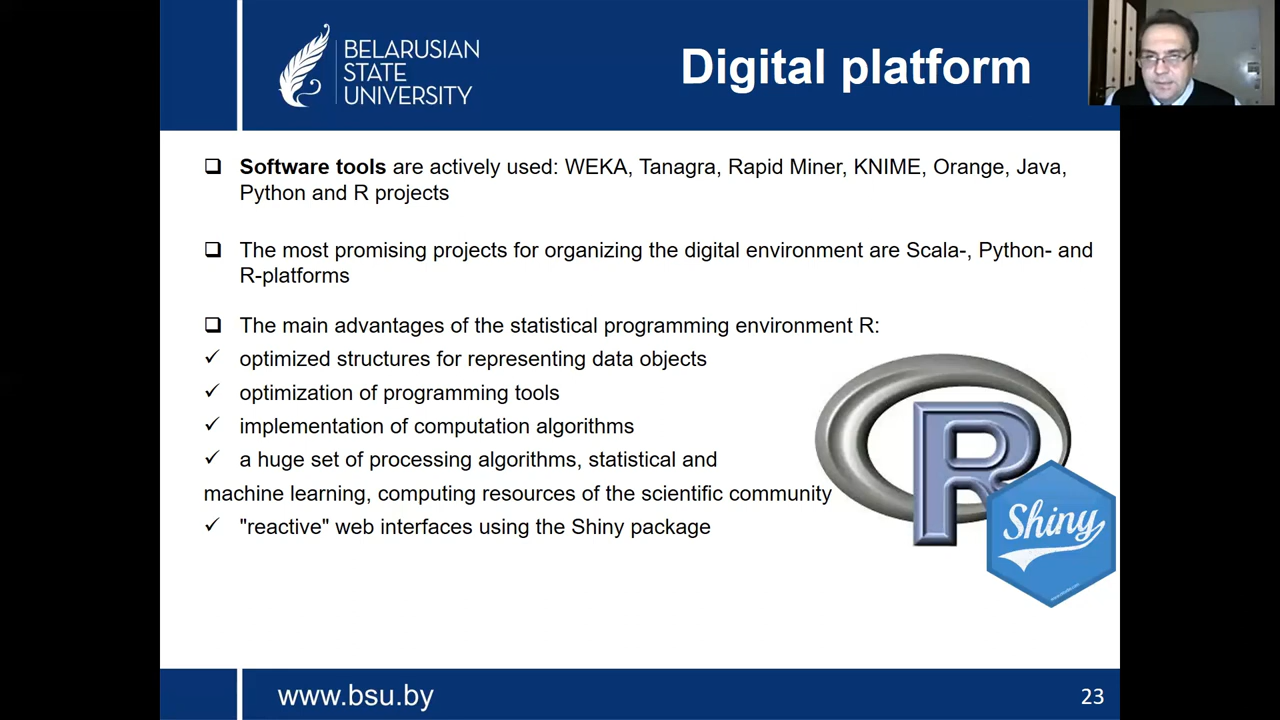 BELARUSIAN
STATE
UNIVERSITY
Digital platform
Software tools are actively used: WEKA, Tanagra, Rapid Miner, KNIME, Orange, Java,
Python and R projects
The most promising projects for organizing the digital environment are Scala-, Python- and
R-platforms
The main advantages of the statistical programming environment R:
optimized structures for representing data objects
optimization of programming tools
implementation of computation algorithms
a huge set of processing algorithms, statistical and
machine learning, computing resources of the scientific community
"reactive" web interfaces using the Shiny package
R
Shiny
www.bsu.by
23